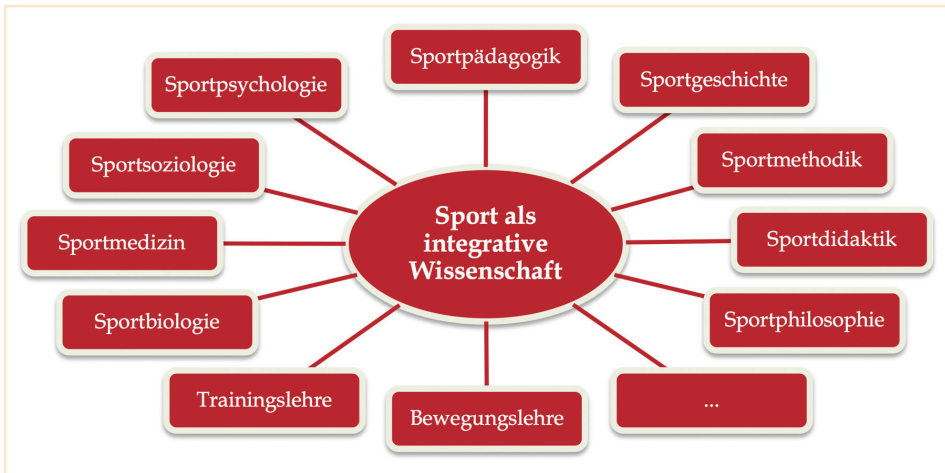 Sportpädagogik
Sportpsychologie
Sportgeschichte
Sportsoziologie
Sportmethodik
Sport als
integrative
Wissenschaft
Sportmedizin
Sportdidaktik
Sportbiologie
Sportphilosophie
Trainingslehre
Bewegungslehre
...